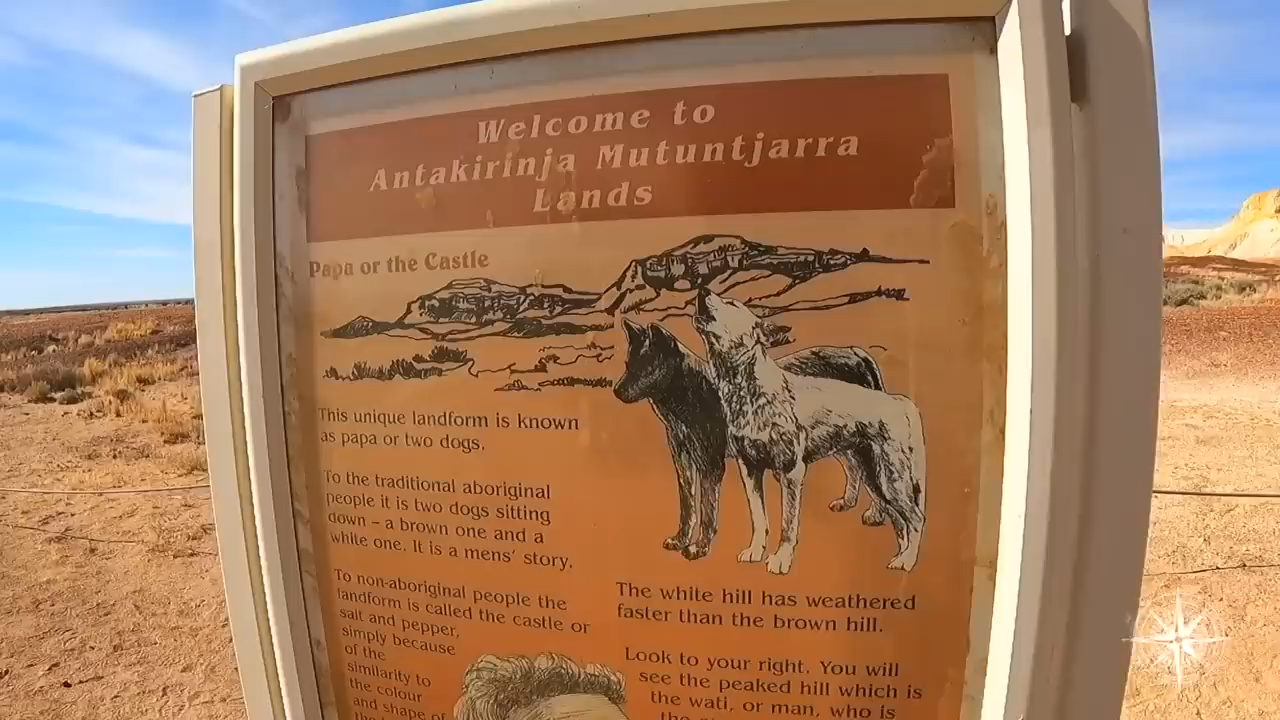 Welcome to
Antakirinja Mutuntjarra
Lands
Papa or the Castle
This unique landform is known
as papa or two dogs.
To the traditional aboriginal
people it is two dogs sitting
down – a brown one and a
white one. It is a mens' story.
To non-aboriginal people the
landform is called the castle or
salt and pepper,
simply because
of the
similarity to
the colour
and shape of
The white hill has weathered
faster than the brown hill.
Look to your right. You will
see the peaked hill which is
the wati, or man, who is